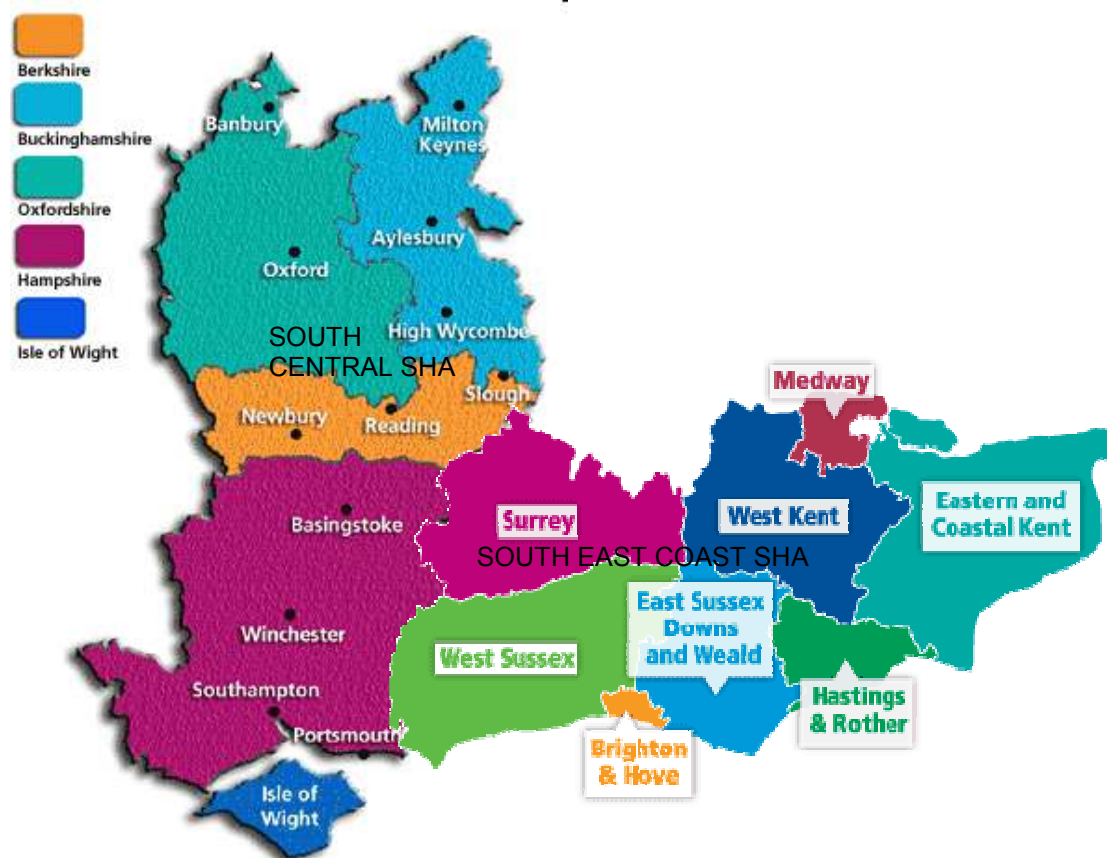 Berkshire
Buckinghamshire
Oxfordshire
Hampshire
Isle of Wight
Banbury
Milton
Keynes
Aylesbury
Oxford
High Wycombe
SOUTH
CENTRAL SHA
Slough
Newbury
Reading
Medway
Basingstoke
Surrey
West Kent
Eastern and
Coastal Kent
SOUTH EAST COAST SHA
Winchester
East Sussex
Downs
and Weald
West Sussex
Southampton
Hastings
& Rother
Portsmouth
Brighton
& Hove
Isle of
Wight